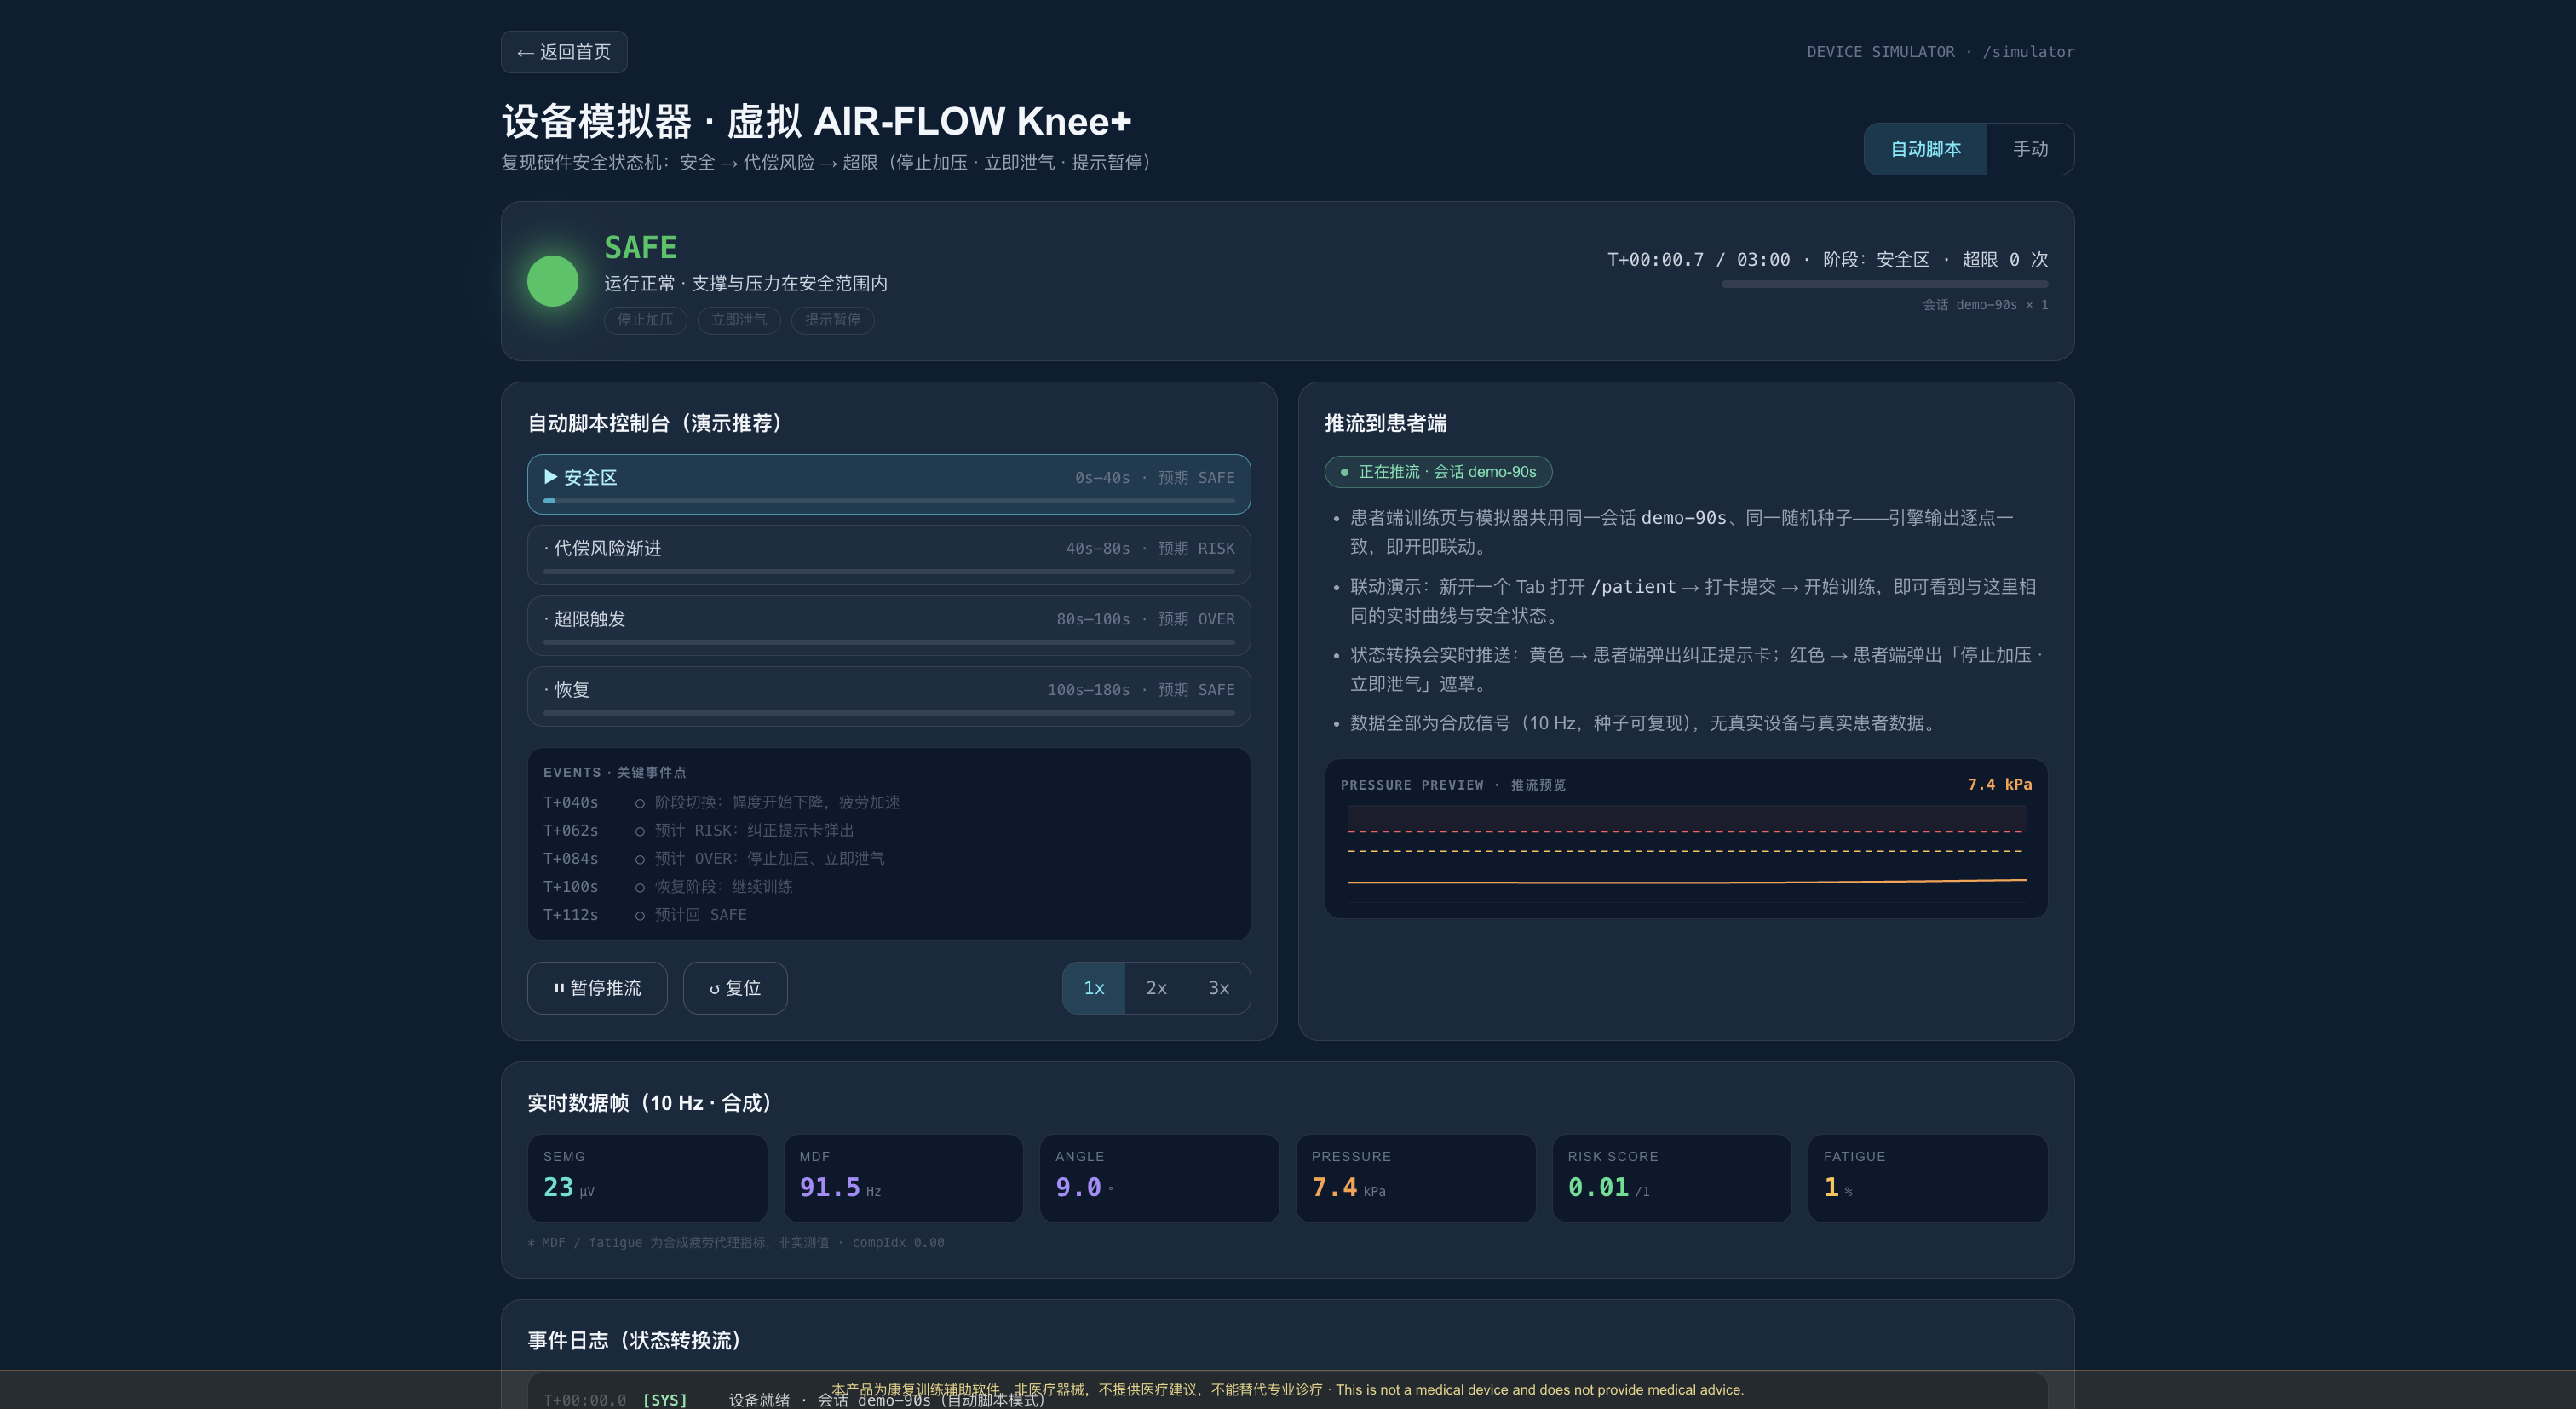 ← 返回首页
DEVICE SIMULATOR · /simulator
设备模拟器 · 虚拟 AIR-FLOW Knee+
复现硬件安全状态机：安全 → 代偿风险 → 超限（停止加压 · 立即泄气 · 提示暂停）
自动脚本 手动
SAFE
运行正常 · 支撑与压力在安全范围内
停止加压 立即泄气 提示暂停
T+00:00.7 / 03:00 · 阶段：安全区 · 超限 0 次
会话 demo-90s × 1
自动脚本控制台（演示推荐）
▶ 安全区 0s–40s · 预期 SAFE
· 代偿风险渐进 40s–80s · 预期 RISK
· 超限触发 80s–100s · 预期 OVER
· 恢复 100s–180s · 预期 SAFE
EVENTS · 关键事件点
T+040s ○ 阶段切换：幅度开始下降，疲劳加速
T+062s ○ 预计 RISK：纠正提示卡弹出
T+084s ○ 预计 OVER：停止加压、立即泄气
T+100s ○ 恢复阶段：继续训练
T+112s ○ 预计回 SAFE
⏸ 暂停推流 ↺ 复位 1x 2x 3x
推流到患者端
● 正在推流 · 会话 demo-90s
• 患者端训练页与模拟器共用同一会话 demo-90s、同一随机种子——引擎输出逐点一
致，即开即联动。
• 联动演示：新开一个 Tab 打开 /patient → 打卡提交 → 开始训练，即可看到与这里相
同的实时曲线与安全状态。
• 状态转换会实时推送：黄色 → 患者端弹出纠正提示卡；红色 → 患者端弹出「停止加压 ·
立即泄气」遮罩。
• 数据全部为合成信号（10 Hz，种子可复现），无真实设备与真实患者数据。
PRESSURE PREVIEW · 推流预览 7.4 kPa
实时数据帧（10 Hz · 合成）
SEMG
23 μV
MDF
91.5 Hz
ANGLE
9.0 °
PRESSURE
7.4 kPa
RISK SCORE
0.01 /1
FATIGUE
1 %
* MDF / fatigue 为合成疲劳代理指标，非实测值 · compIdx 0.00
事件日志（状态转换流）
T+00:00.0 [SYS] 设备就绪 · 会话 demo-90s（自动脚本模式）
本产品为康复训练辅助软件，非医疗器械，不提供医疗建议，不能替代专业诊疗 · This is not a medical device and does not provide medical advice.